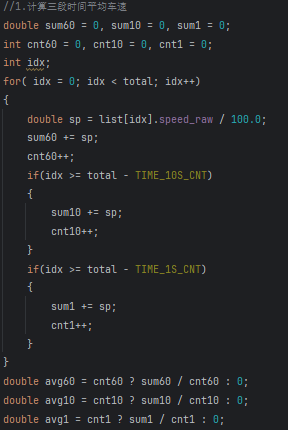 //1.计算三段时间平均车速
double sum60 = 0, sum10 = 0, sum1 = 0;
int cnt60 = 0, cnt10 = 0, cnt1 = 0;
int idx;
for( idx = 0; idx < total; idx++)
{
    double sp = list[idx].speed_raw / 100.0;
    sum60 += sp;
    cnt60++;
    if(idx >= total - TIME_10S_CNT)
    {
        sum10 += sp;
        cnt10++;
    }
    if(idx >= total - TIME_1S_CNT)
    {
        sum1 += sp;
        cnt1++;
    }
}
double avg60 = cnt60 ? sum60 / cnt60 : 0;
double avg10 = cnt10 ? sum10 / cnt10 : 0;
double avg1 = cnt1 ? sum1 / cnt1 : 0;